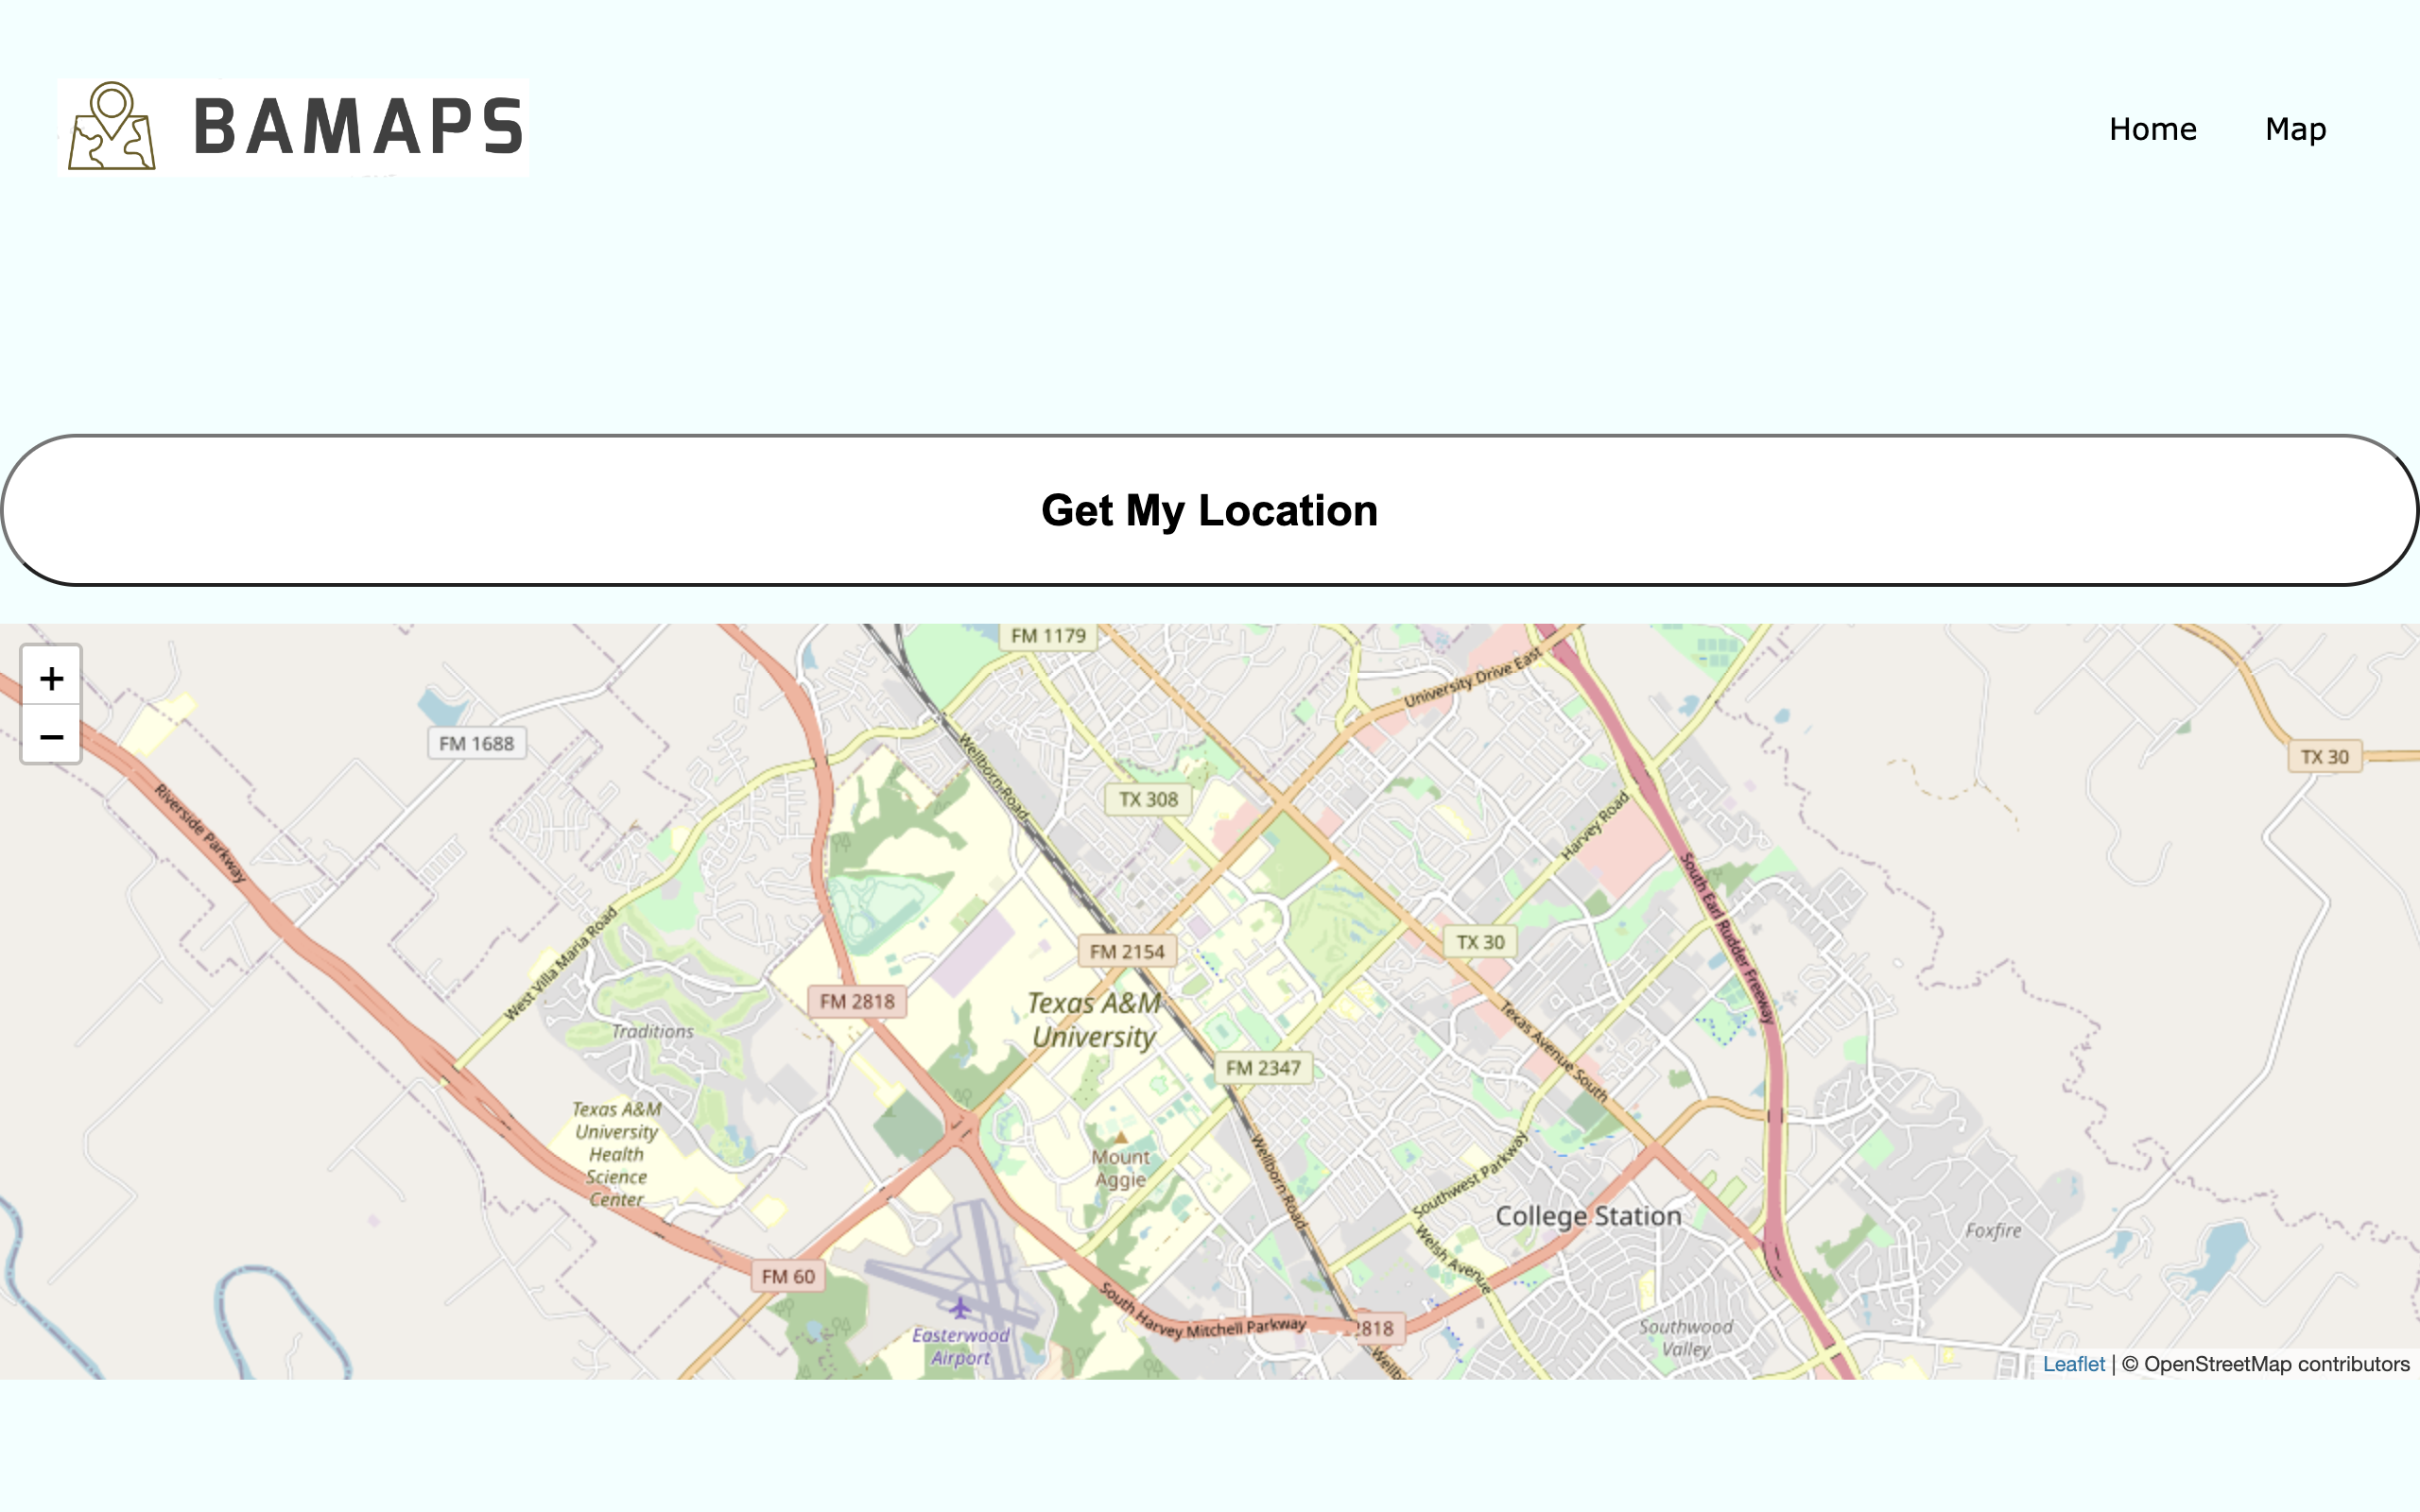 BAMAPS
Home
Map
Get My Location
+
−
FM 1179
University Drive East
FM 1688
Wellborn Road
TX 30
TX 308
Riverside Parkway
Harvey Road
South Earl Rudder Freeway
West Villa Maria Road
FM 2154
TX 30
FM 2818
Texas A&M
University
Traditions
Texas Avenue South
FM 2347
Texas A&M
University
Health
Science
Center
Mount
Aggie
Wellborn Road
Southwest Parkway
College Station
Foxfire
Welsh Avenue
FM 60
South Harvey Mitchell Parkway
2818
Easterwood
Airport
Southwood
Valley
Wellb
Leaflet | © OpenStreetMap contributors